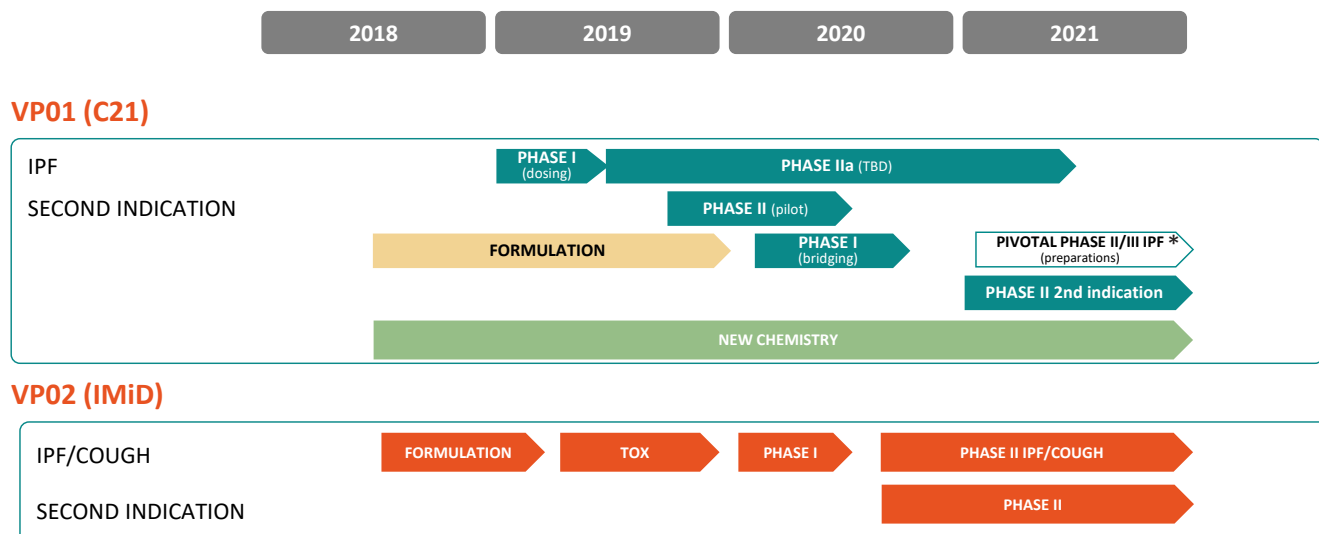 2018 2019 2020 2021
VP01 (C21)
IPF
PHASE I
(dosing)
PHASE IIa (TBD)
SECOND INDICATION
PHASE II (pilot)
FORMULATION
PHASE I
(bridging)
PIVOTAL PHASE II/III IPF *
(preparations)
PHASE II 2nd indication
NEW CHEMISTRY
VP02 (IMiD)
IPF/COUGH
FORMULATION
TOX
PHASE I
PHASE II IPF/COUGH
SECOND INDICATION
PHASE II